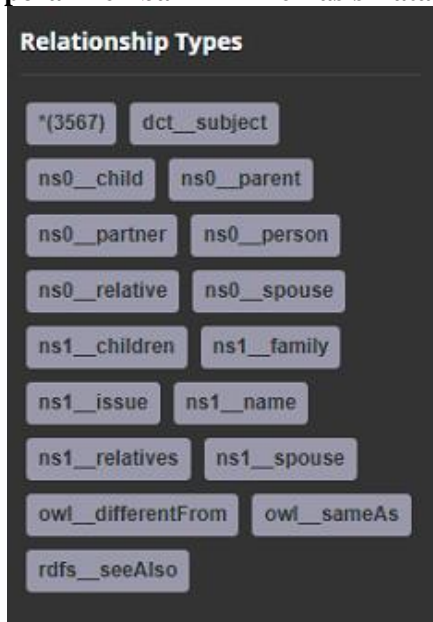 Relationship Types
*(3567) dct__subject
ns0__child ns0__parent
ns0__partner ns0__person
ns0__relative ns0__spouse
ns1__children ns1__family
ns1__issue ns1__name
ns1__relatives ns1__spouse
owl__differentFrom owl__sameAs
rdfs__seeAlso